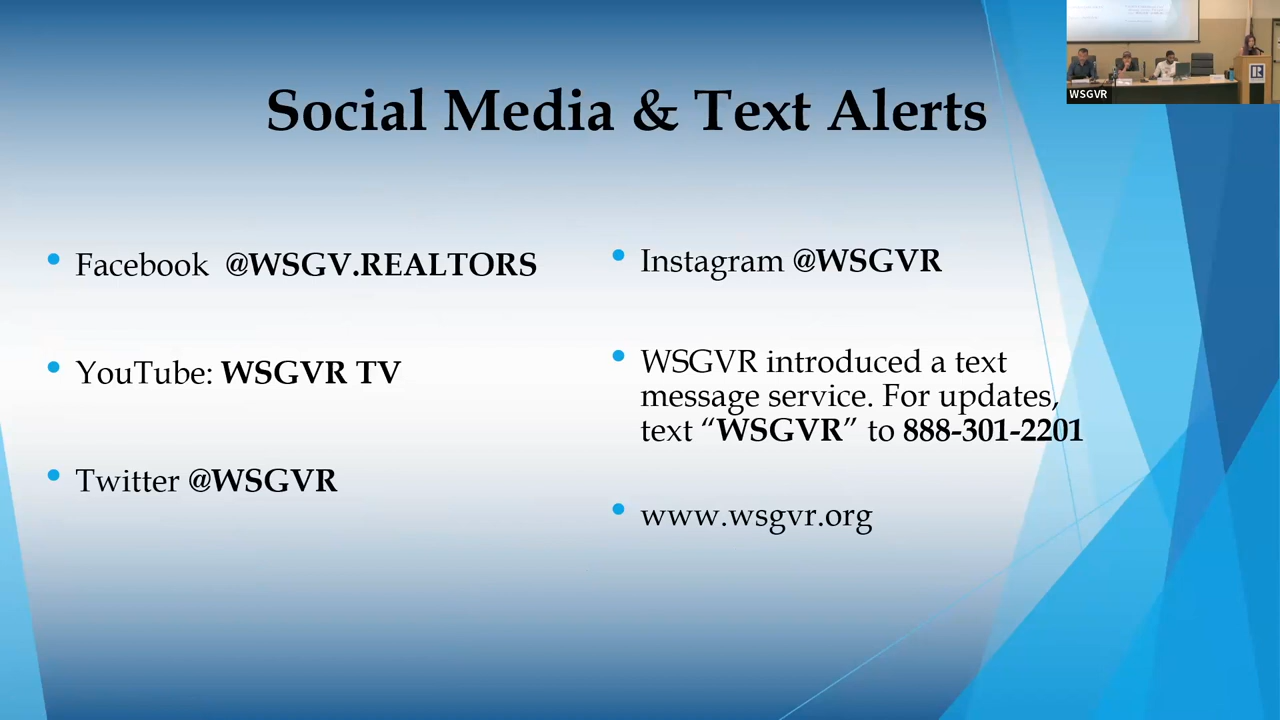 Social Media & Text Alerts
Facebook @WSGV.REALTORS
YouTube: WSGVR TV
Twitter @WSGVR
Instagram @WSGVR
WSGVR introduced a text
message service. For updates,
text “WSGVR” to 888-301-2201
www.wsgvr.org
WSGVR